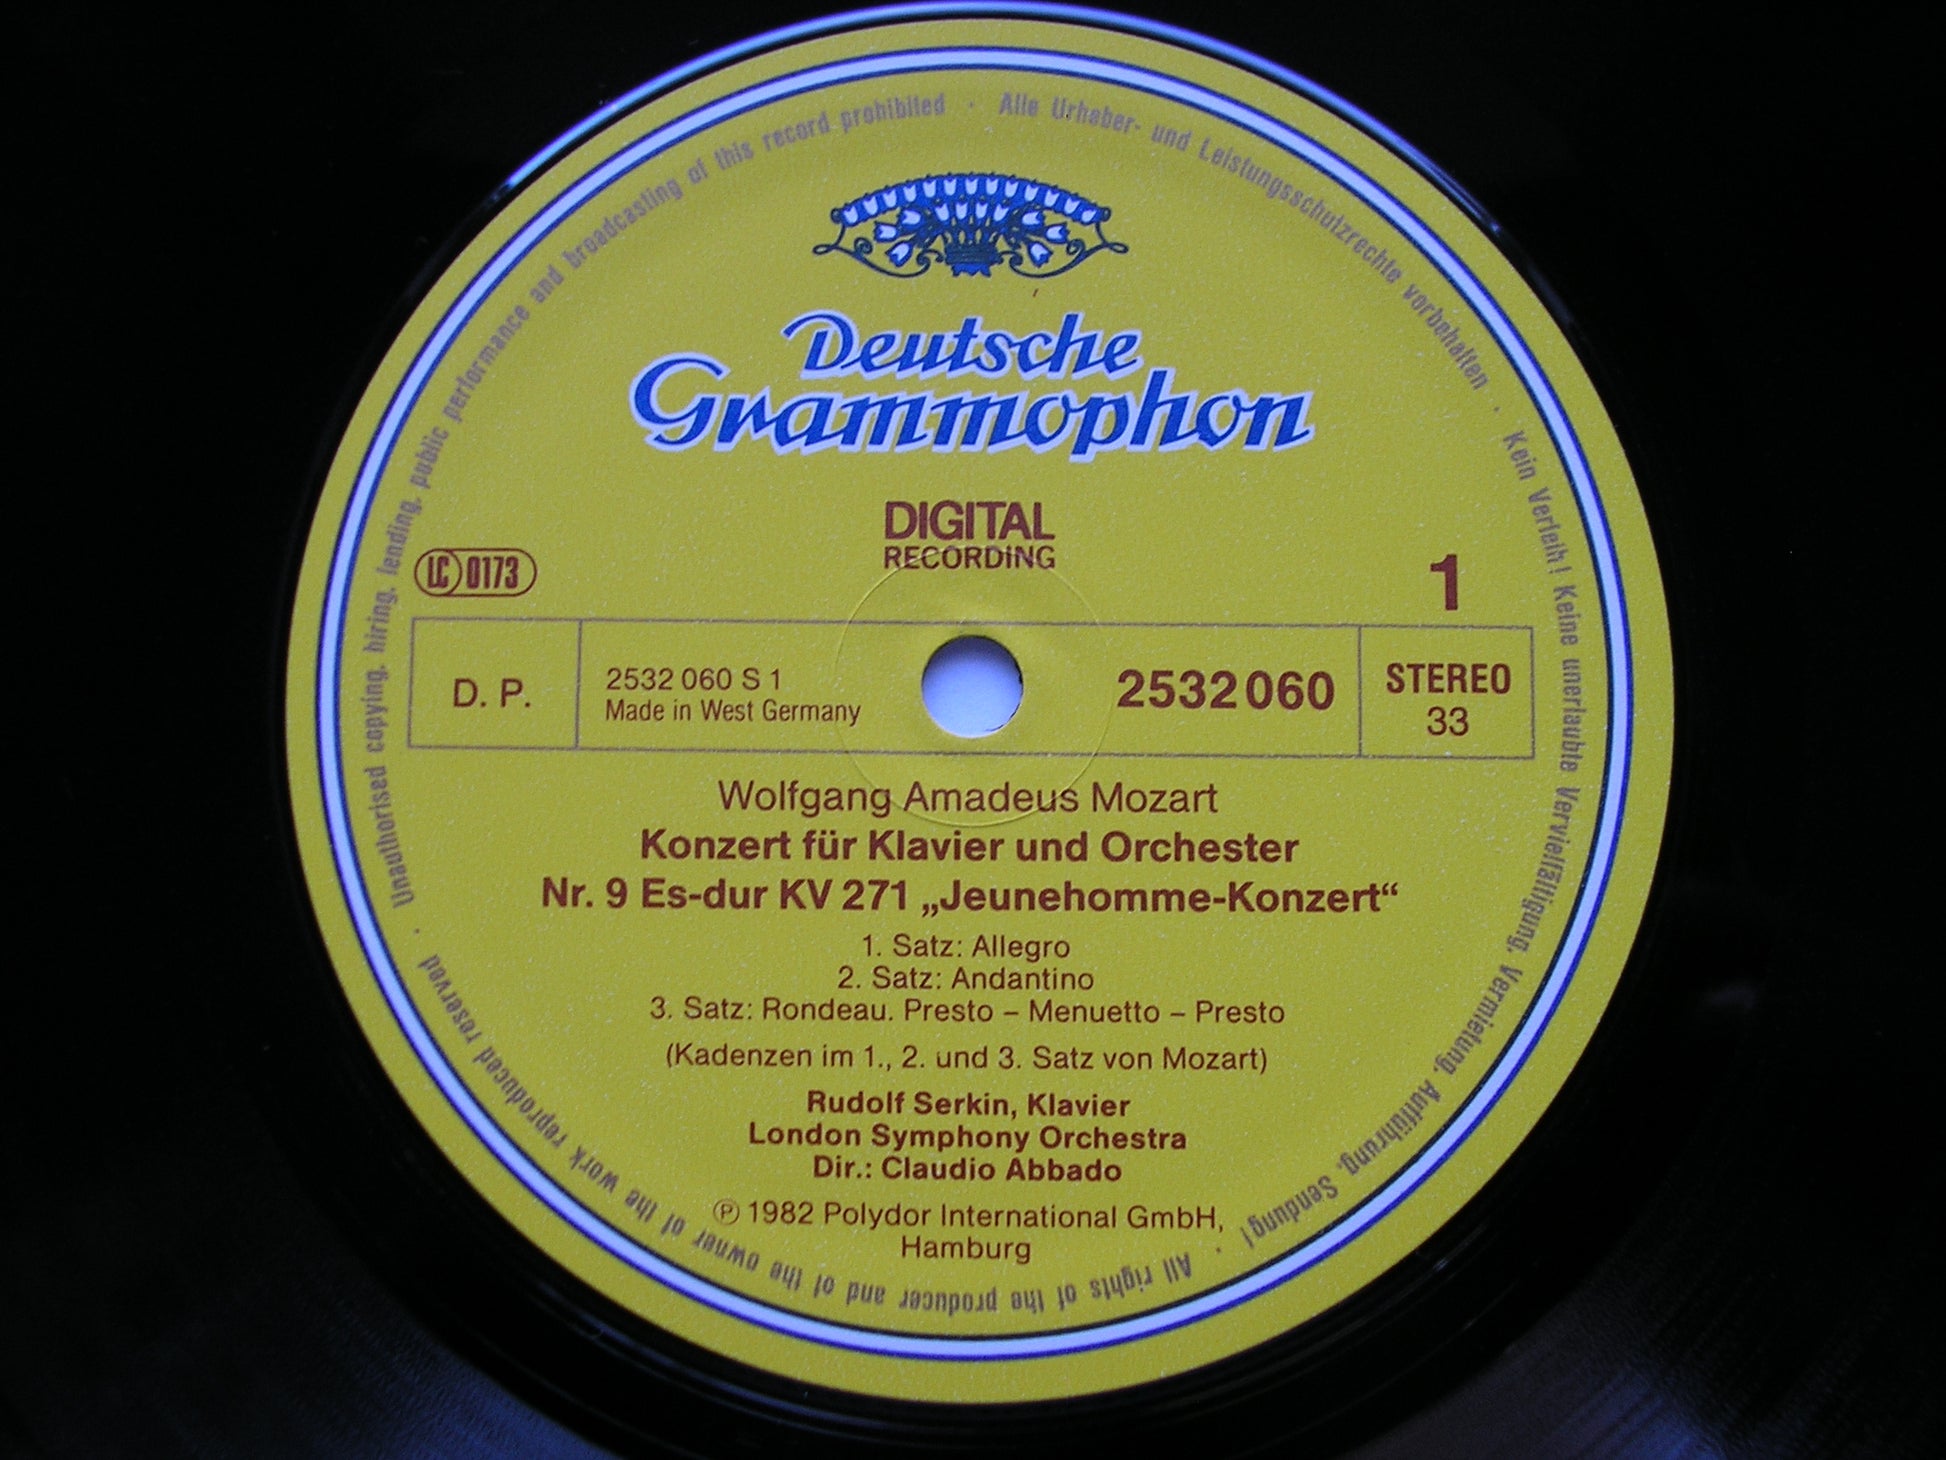 Alle Urhaber- und Leistungsschutzrechte vorbehalten · Kein Verleih! Keine unerlaubte Vervielfältigung, Vermietung, Aufführung, Sendung! · All rights of the producer and of the owner of the work reproduced reserved · Unauthorised copying, hiring, lending, public performance and broadcasting of this record prohibited ·
Deutsche
Grammophon
DIGITAL
RECORDING
LC 0173
1
D. P.
2532 060 S 1
Made in West Germany
2532 060
STEREO
33
Wolfgang Amadeus Mozart
Konzert für Klavier und Orchester
Nr. 9 Es-dur KV 271 „Jeunehomme-Konzert“
1. Satz: Allegro
2. Satz: Andantino
3. Satz: Rondeau. Presto – Menuetto – Presto
(Kadenzen im 1., 2. und 3. Satz von Mozart)
Rudolf Serkin, Klavier
London Symphony Orchestra
Dir.: Claudio Abbado
℗ 1982 Polydor International GmbH,
Hamburg